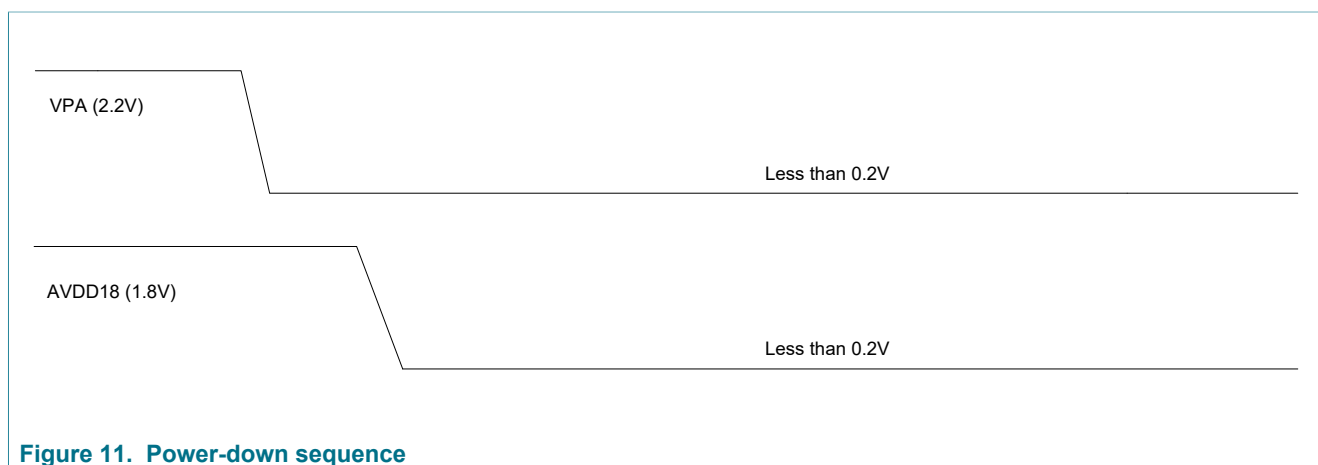 VPA (2.2V)
Less than 0.2V
AVDD18 (1.8V)
Less than 0.2V
Figure 11. Power-down sequence